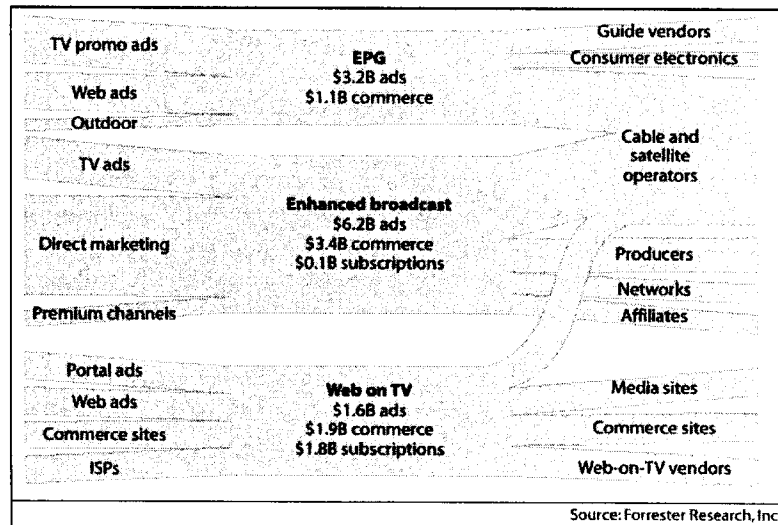 TV promo ads
Web ads
Outdoor
TV ads
Direct marketing
Premium channels
Portal ads
Web ads
Commerce sites
ISPs
EPG
$3.2B ads
$1.1B commerce
Enhanced broadcast
$6.2B ads
$3.4B commerce
$0.1B subscriptions
Web on TV
$1.6B ads
$1.9B commerce
$1.8B subscriptions
Guide vendors
Consumer electronics
Cable and
satellite
operators
Producers
Networks
Affiliates
Media sites
Commerce sites
Web-on-TV vendors
Source: Forrester Research, Inc